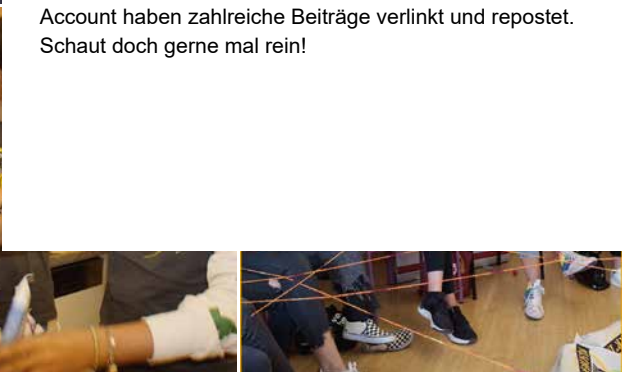 Account haben zahlreiche Beiträge verlinkt und repostet.
Schaut doch gerne mal rein!